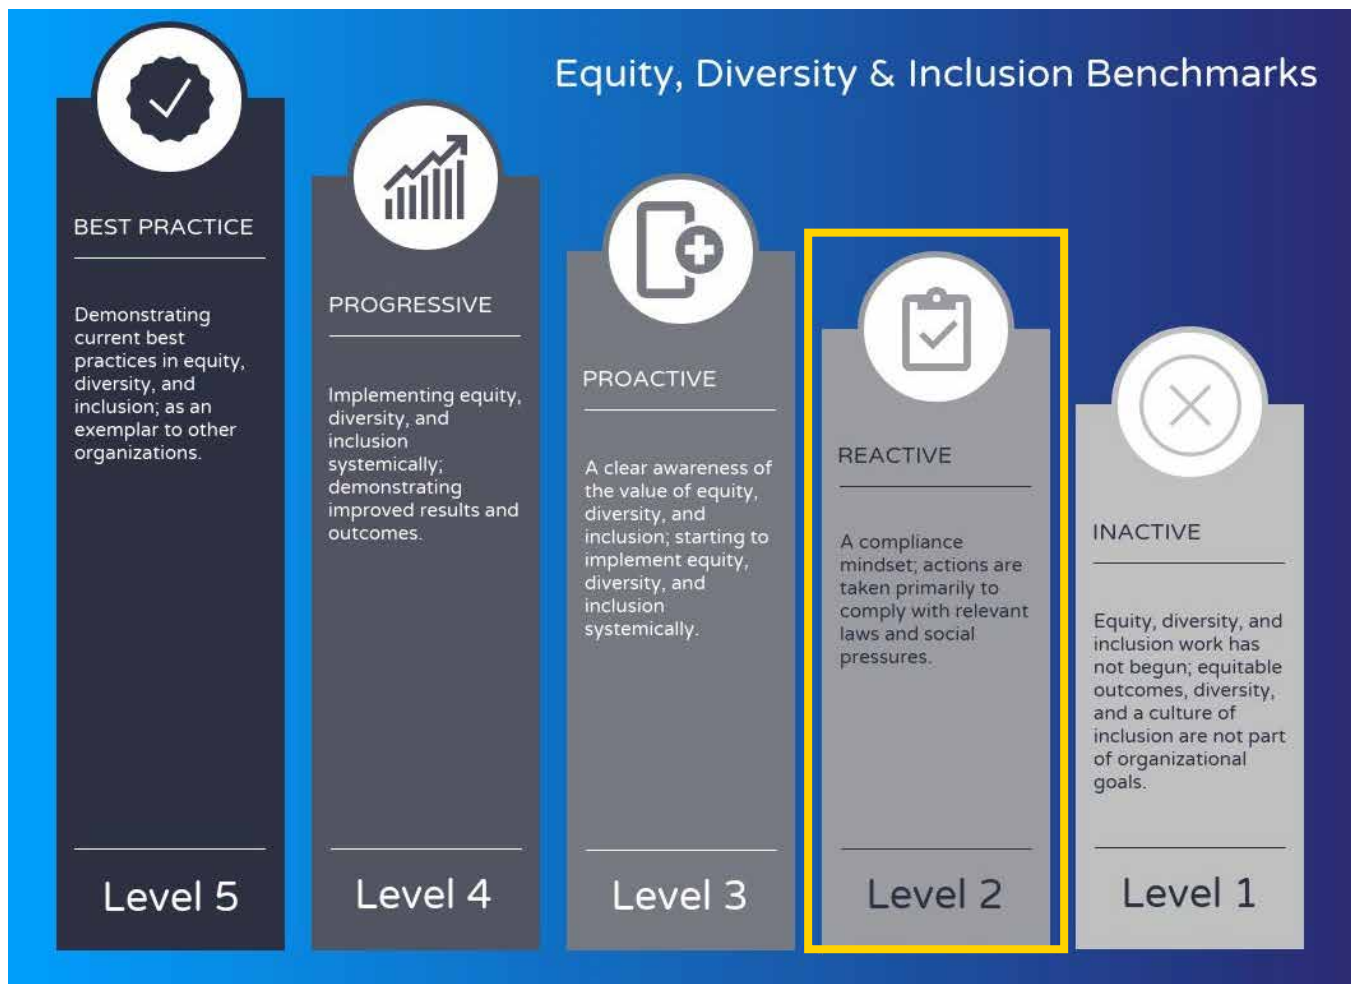 Equity, Diversity & Inclusion Benchmarks
BEST PRACTICE
Demonstrating
current best
practices in equity,
diversity, and
inclusion; as an
exemplar to other
organizations.
Level 5
PROGRESSIVE
Implementing equity,
diversity, and
inclusion
systemically;
demonstrating
improved results and
outcomes.
Level 4
PROACTIVE
A clear awareness of
the value of equity,
diversity, and
inclusion; starting to
implement equity,
diversity, and
inclusion
systemically.
Level 3
REACTIVE
A compliance
mindset; actions are
taken primarily to
comply with relevant
laws and social
pressures.
Level 2
INACTIVE
Equity, diversity, and
inclusion work has
not begun; equitable
outcomes, diversity,
and a culture of
inclusion are not part
of organizational
goals.
Level 1